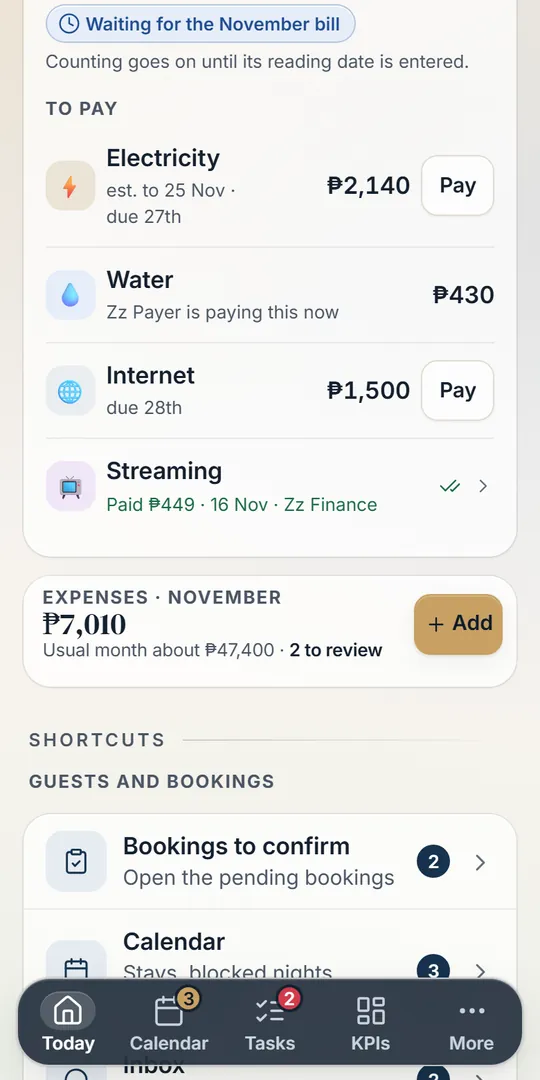 Waiting for the November bill
Counting goes on until its reading date is entered.
TO PAY
Electricity
est. to 25 Nov ·
due 27th
₱2,140
Pay
Water
Zz Payer is paying this now
₱430
Internet
due 28th
₱1,500
Pay
Streaming
Paid ₱449 · 16 Nov · Zz Finance
EXPENSES · NOVEMBER
₱7,010
Usual month about ₱47,400 · 2 to review
+ Add
SHORTCUTS
GUESTS AND BOOKINGS
Bookings to confirm
Open the pending bookings
2
Calendar
Stays, blocked nights
3
Inbox
3
2
Today
Calendar
Tasks
KPIs
More